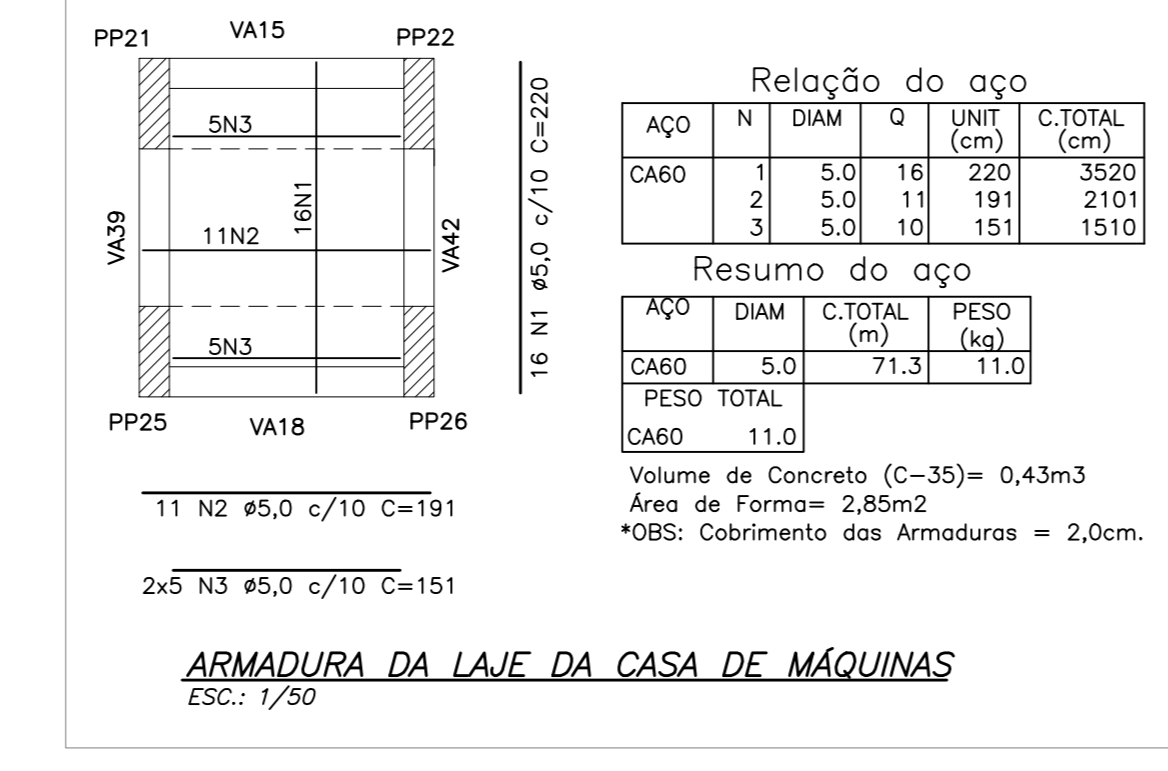 PP21 VA15 PP22
5N3
16N1
11N2
VA39
VA42
5N3
PP25 VA18 PP26
16 N1 ø5,0 c/10 C=220
11 N2 ø5,0 c/10 C=191
2x5 N3 ø5,0 c/10 C=151
Relação do aço
AÇO N DIAM Q UNIT (cm) C.TOTAL (cm)
CA60 1 5.0 16 220 3520
2 5.0 11 191 2101
3 5.0 10 151 1510
Resumo do aço
AÇO DIAM C.TOTAL (m) PESO (kg)
CA60 5.0 71.3 11.0
PESO TOTAL
CA60 11.0
Volume de Concreto (C-35)= 0,43m3
Área de Forma= 2,85m2
*OBS: Cobrimento das Armaduras = 2,0cm.
ARMADURA DA LAJE DA CASA DE MÁQUINAS
ESC.: 1/50